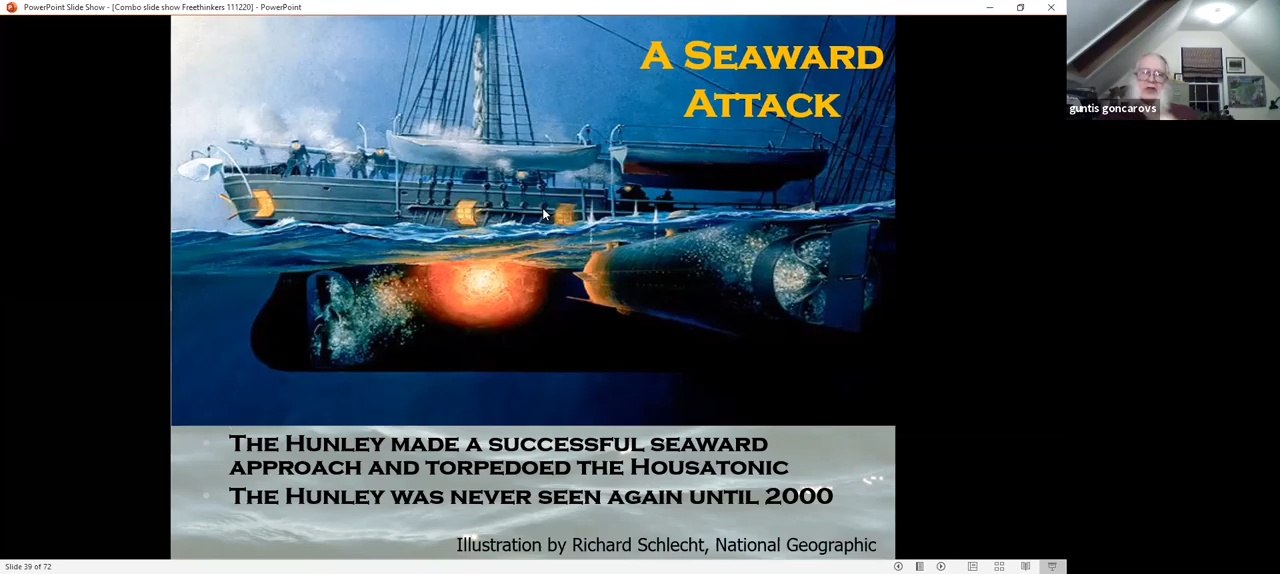 PowerPoint Slide Show - [Combo slide show Freethinkers 111220] - PowerPoint
A SEAWARD
ATTACK
guntis goncarovs
THE HUNLEY MADE A SUCCESSFUL SEAWARD
APPROACH AND TORPEDOED THE HOUSATONIC
THE HUNLEY WAS NEVER SEEN AGAIN UNTIL 2000
Illustration by Richard Schlecht, National Geographic
Slide 39 of 72